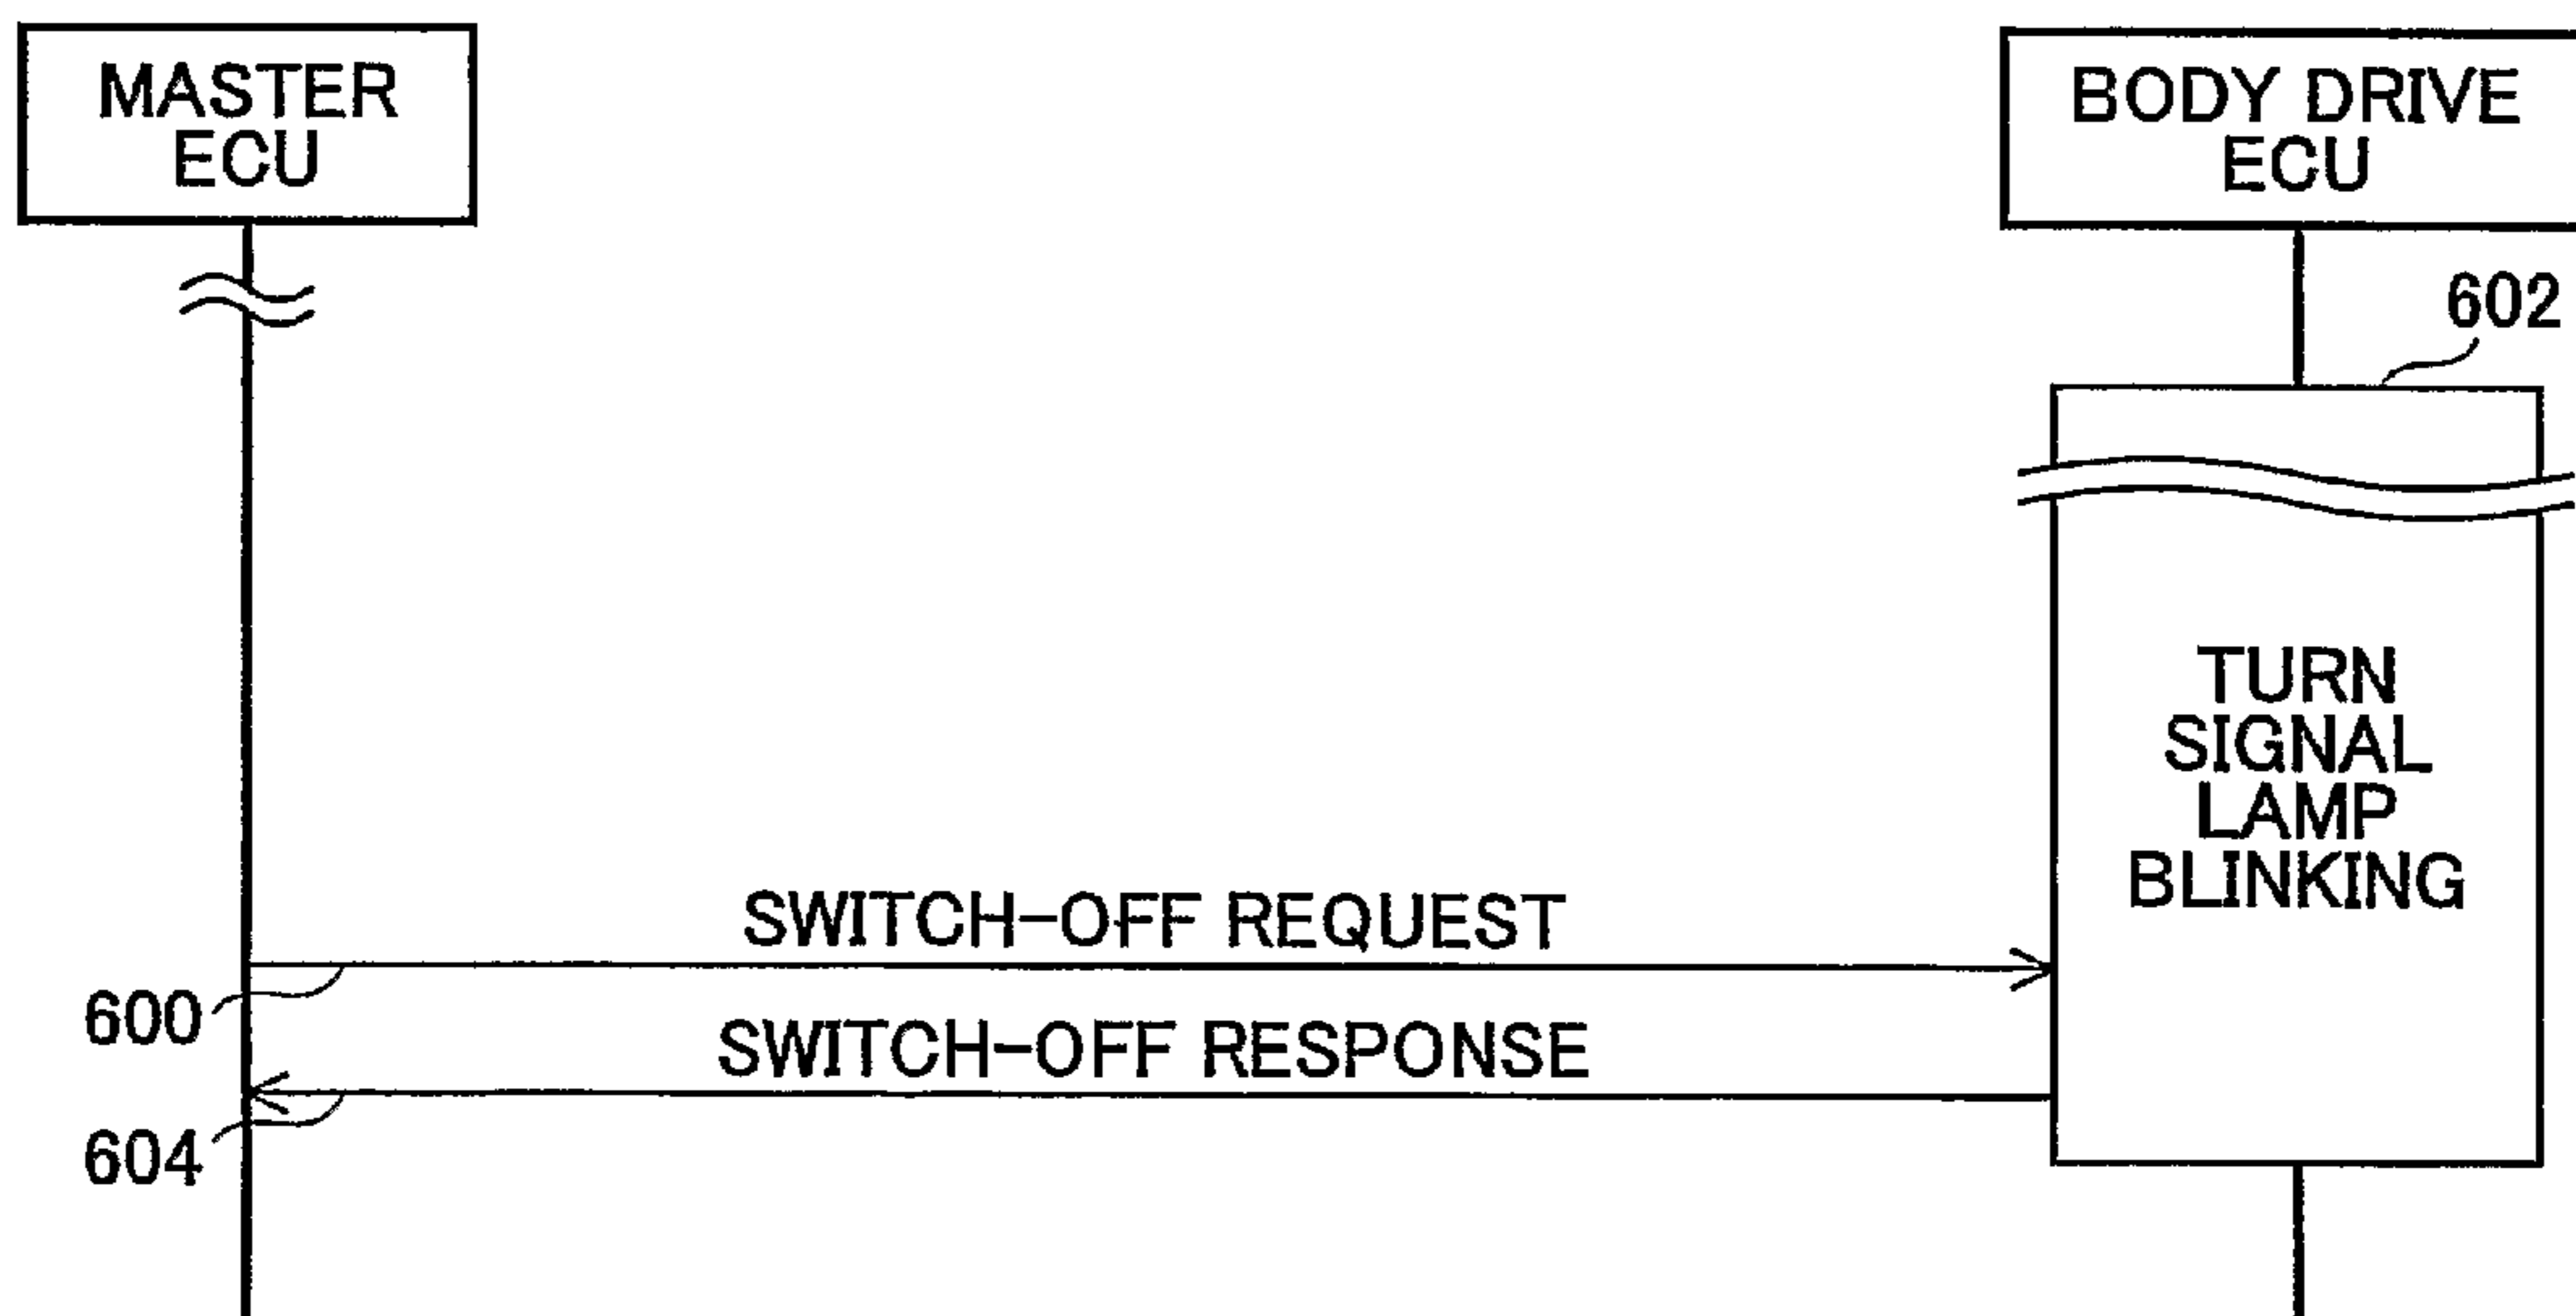 MASTER
ECU
BODY DRIVE
ECU
602
TURN
SIGNAL
LAMP
BLINKING
SWITCH-OFF REQUEST
600
SWITCH-OFF RESPONSE
604